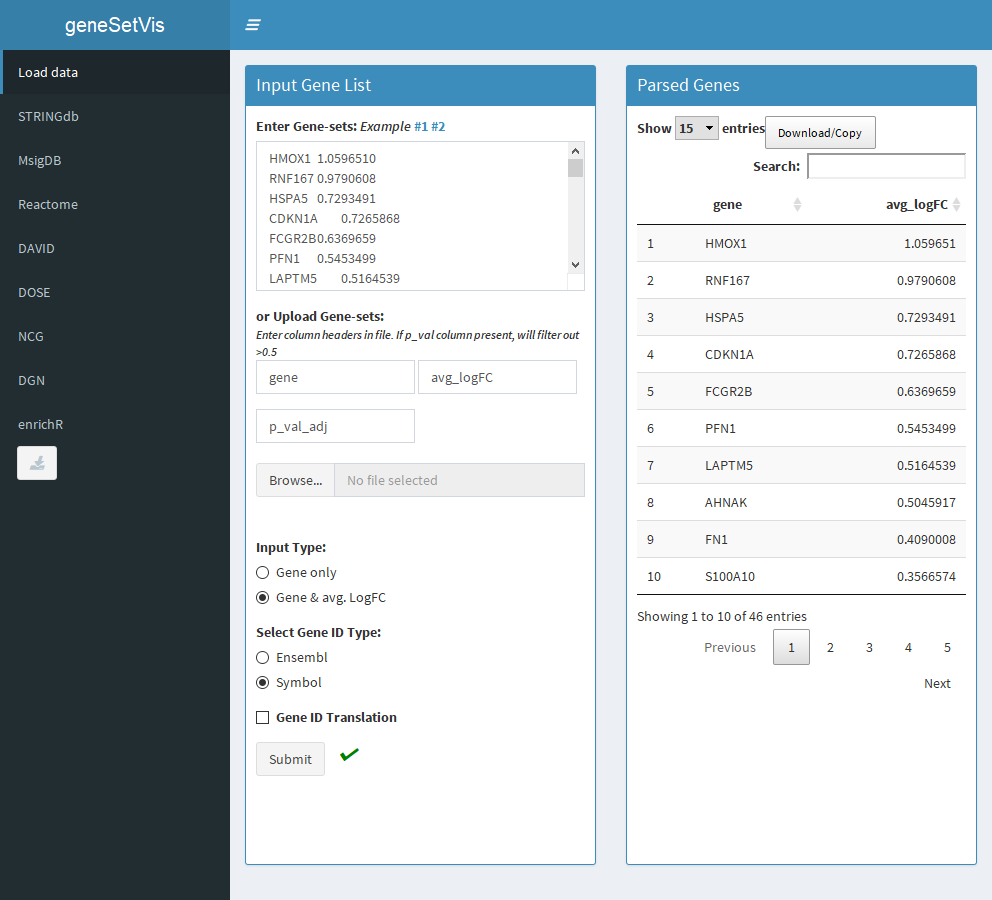 geneSetVis
Load data
STRINGdb
MsigDB
Reactome
DAVID
DOSE
NCG
DGN
enrichR
Input Gene List
Enter Gene-sets: Example #1 #2
HMOX1 1.0596510
RNF167 0.9790608
HSPA5 0.7293491
CDKN1A 0.7265868
FCGR2B 0.6369659
PFN1 0.5453499
LAPTM5 0.5164539
or Upload Gene-sets:
Enter column headers in file. If p_val column present, will filter out
>0.5
gene avg_logFC
p_val_adj
Browse... No file selected
Input Type:
Gene only
Gene & avg. LogFC
Select Gene ID Type:
Ensembl
Symbol
Gene ID Translation
Submit
Parsed Genes
Show 15 entries Download/Copy
Search:
gene avg_logFC
1 HMOX1 1.059651
2 RNF167 0.9790608
3 HSPA5 0.7293491
4 CDKN1A 0.7265868
5 FCGR2B 0.6369659
6 PFN1 0.5453499
7 LAPTM5 0.5164539
8 AHNAK 0.5045917
9 FN1 0.4090008
10 S100A10 0.3566574
Showing 1 to 10 of 46 entries
Previous 1 2 3 4 5
Next